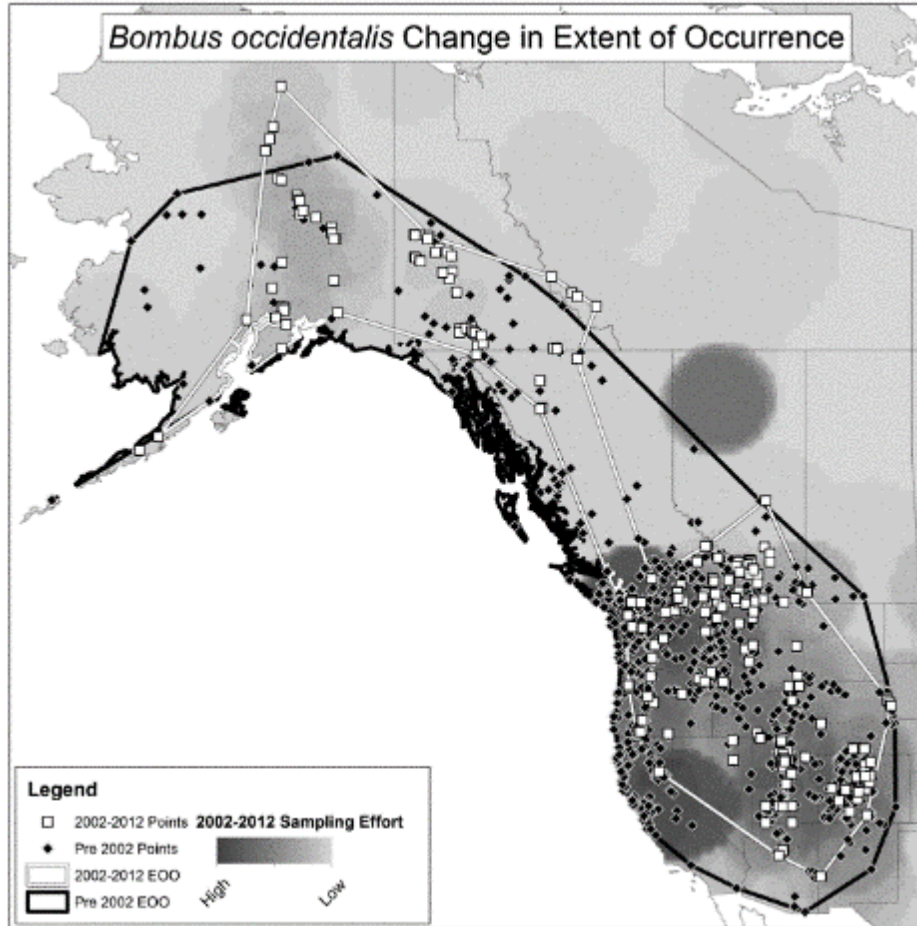 Bombus occidentalis Change in Extent of Occurrence
Legend
2002-2012 Points
Pre 2002 Points
2002-2012 EOO
Pre 2002 EOO
2002-2012 Sampling Effort
High
Low